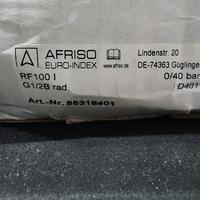 AFRISO
EURO-INDEX
www.afriso.de
Lindenstr. 20
DE-74363 Güglinge
RF100 I
0/40 bar
G1/2B rad
D401
Art.-Nr. 85318401